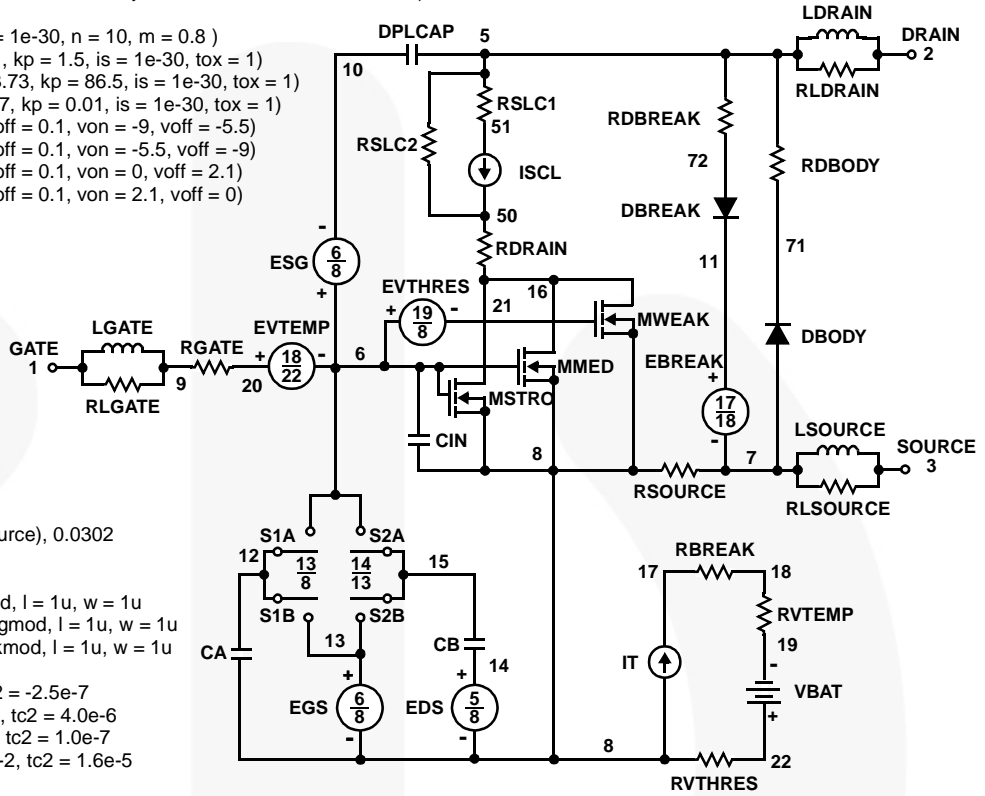 = 1e-30, n = 10, m = 0.8 )
, kp = 1.5, is = 1e-30, tox = 1)
3.73, kp = 86.5, is = 1e-30, tox = 1)
7, kp = 0.01, is = 1e-30, tox = 1)
off = 0.1, von = -9, voff = -5.5)
off = 0.1, von = -5.5, voff = -9)
off = 0.1, von = 0, voff = 2.1)
off = 0.1, von = 2.1, voff = 0)
LDRAIN
DPLCAP
5
DRAIN
2
10
RLDRAIN
RSLC1
51
RSLC2
ISCL
RDBREAK
72
RDBODY
DBREAK
50
RDRAIN
71
11
ESG
6
8
-
+
EVTHRES
+
19
8
-
21
16
MWEAK
LGATE
EVTEMP
GATE
1
RGATE
+
18
22
-
6
EBREAK
DBODY
MMED
9
20
RLGATE
MSTRO
+
17
18
-
CIN
LSOURCE
8
7
SOURCE
3
RSOURCE
RLSOURCE
urce), 0.0302
S1A
S2A
12
13
8
14
13
15
S1B
S2B
RBREAK
17
18
d, l = 1u, w = 1u
gmod, l = 1u, w = 1u
kmod, l = 1u, w = 1u
RVTEMP
13
CA
CB
19
IT
14
-
VBAT
+
2 = -2.5e-7
, tc2 = 4.0e-6
tc2 = 1.0e-7
-2, tc2 = 1.6e-5
+
EGS
6
8
-
+
EDS
5
8
-
8
22
RVTHRES